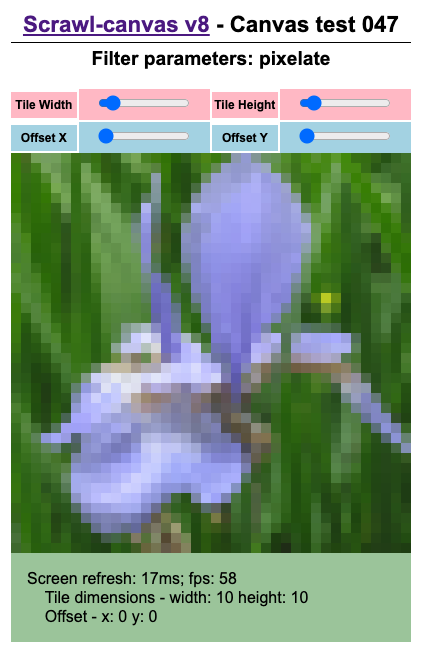 Scrawl-canvas v8 - Canvas test 047
Filter parameters: pixelate
Tile Width
Tile Height
Offset X
Offset Y
Screen refresh: 17ms; fps: 58
Tile dimensions - width: 10 height: 10
Offset - x: 0 y: 0